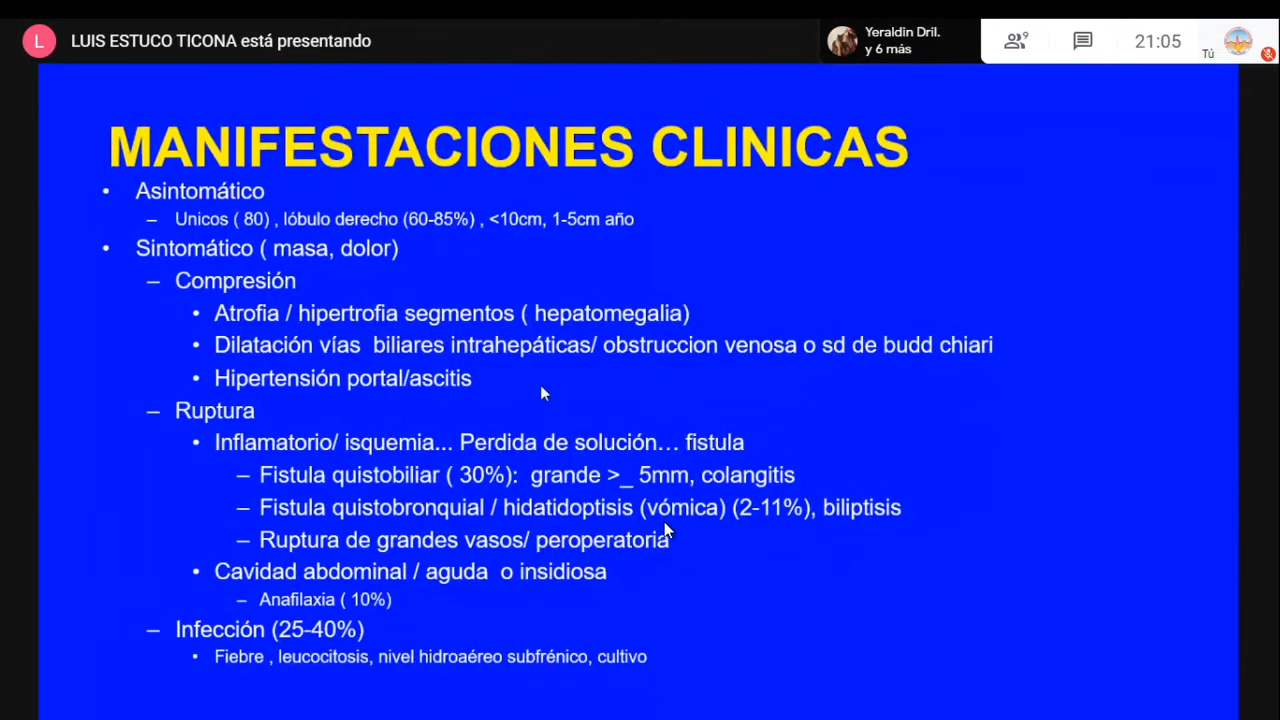 L
LUIS ESTUCO TICONA está presentando
Yeraldin Dril.
y 6 más
9
21:05
Tú
MANIFESTACIONES CLINICAS
• Asintomático
– Unicos ( 80) , lóbulo derecho (60-85%) , <10cm, 1-5cm año
• Sintomático ( masa, dolor)
– Compresión
• Atrofia / hipertrofia segmentos ( hepatomegalia)
• Dilatación vías biliares intrahepáticas/ obstruccion venosa o sd de budd chiari
• Hipertensión portal/ascitis
– Ruptura
• Inflamatorio/ isquemia... Perdida de solución… fistula
– Fistula quistobiliar ( 30%): grande >_ 5mm, colangitis
– Fistula quistobronquial / hidatidoptisis (vómica) (2-11%), biliptisis
– Ruptura de grandes vasos/ peroperatoria
• Cavidad abdominal / aguda o insidiosa
– Anafilaxia ( 10%)
– Infección (25-40%)
• Fiebre , leucocitosis, nivel hidroaéreo subfrénico, cultivo